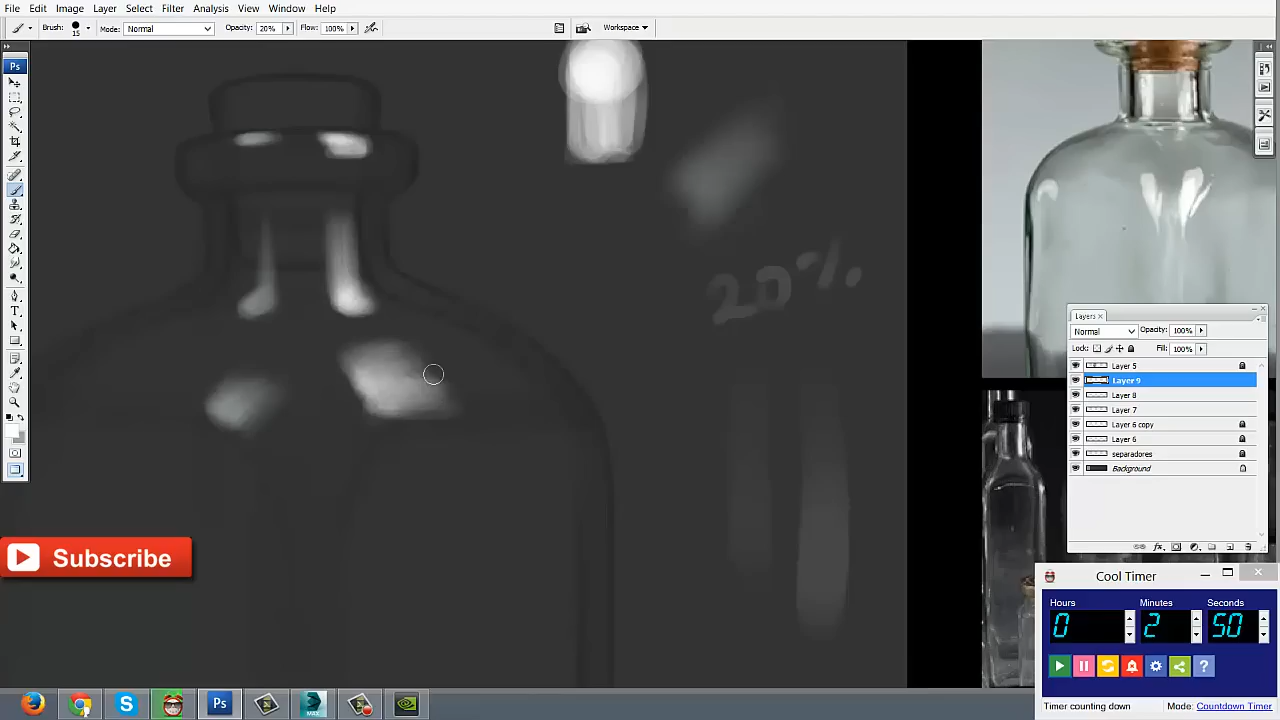 File Edit Image Layer Select Filter Analysis View Window Help
Brush: 15 Mode: Normal Opacity: 20% Flow: 100% Workspace
Ps
20%
Layers x
Normal Opacity: 100%
Lock: Fill: 100%
Layer 5
Layer 9
Layer 8
Layer 7
Layer 6 copy
Layer 6
separadores
Background
Subscribe
Cool Timer
Hours Minutes Seconds
0 2 50
?
Timer counting down Mode: Countdown Timer
S Ps MAX